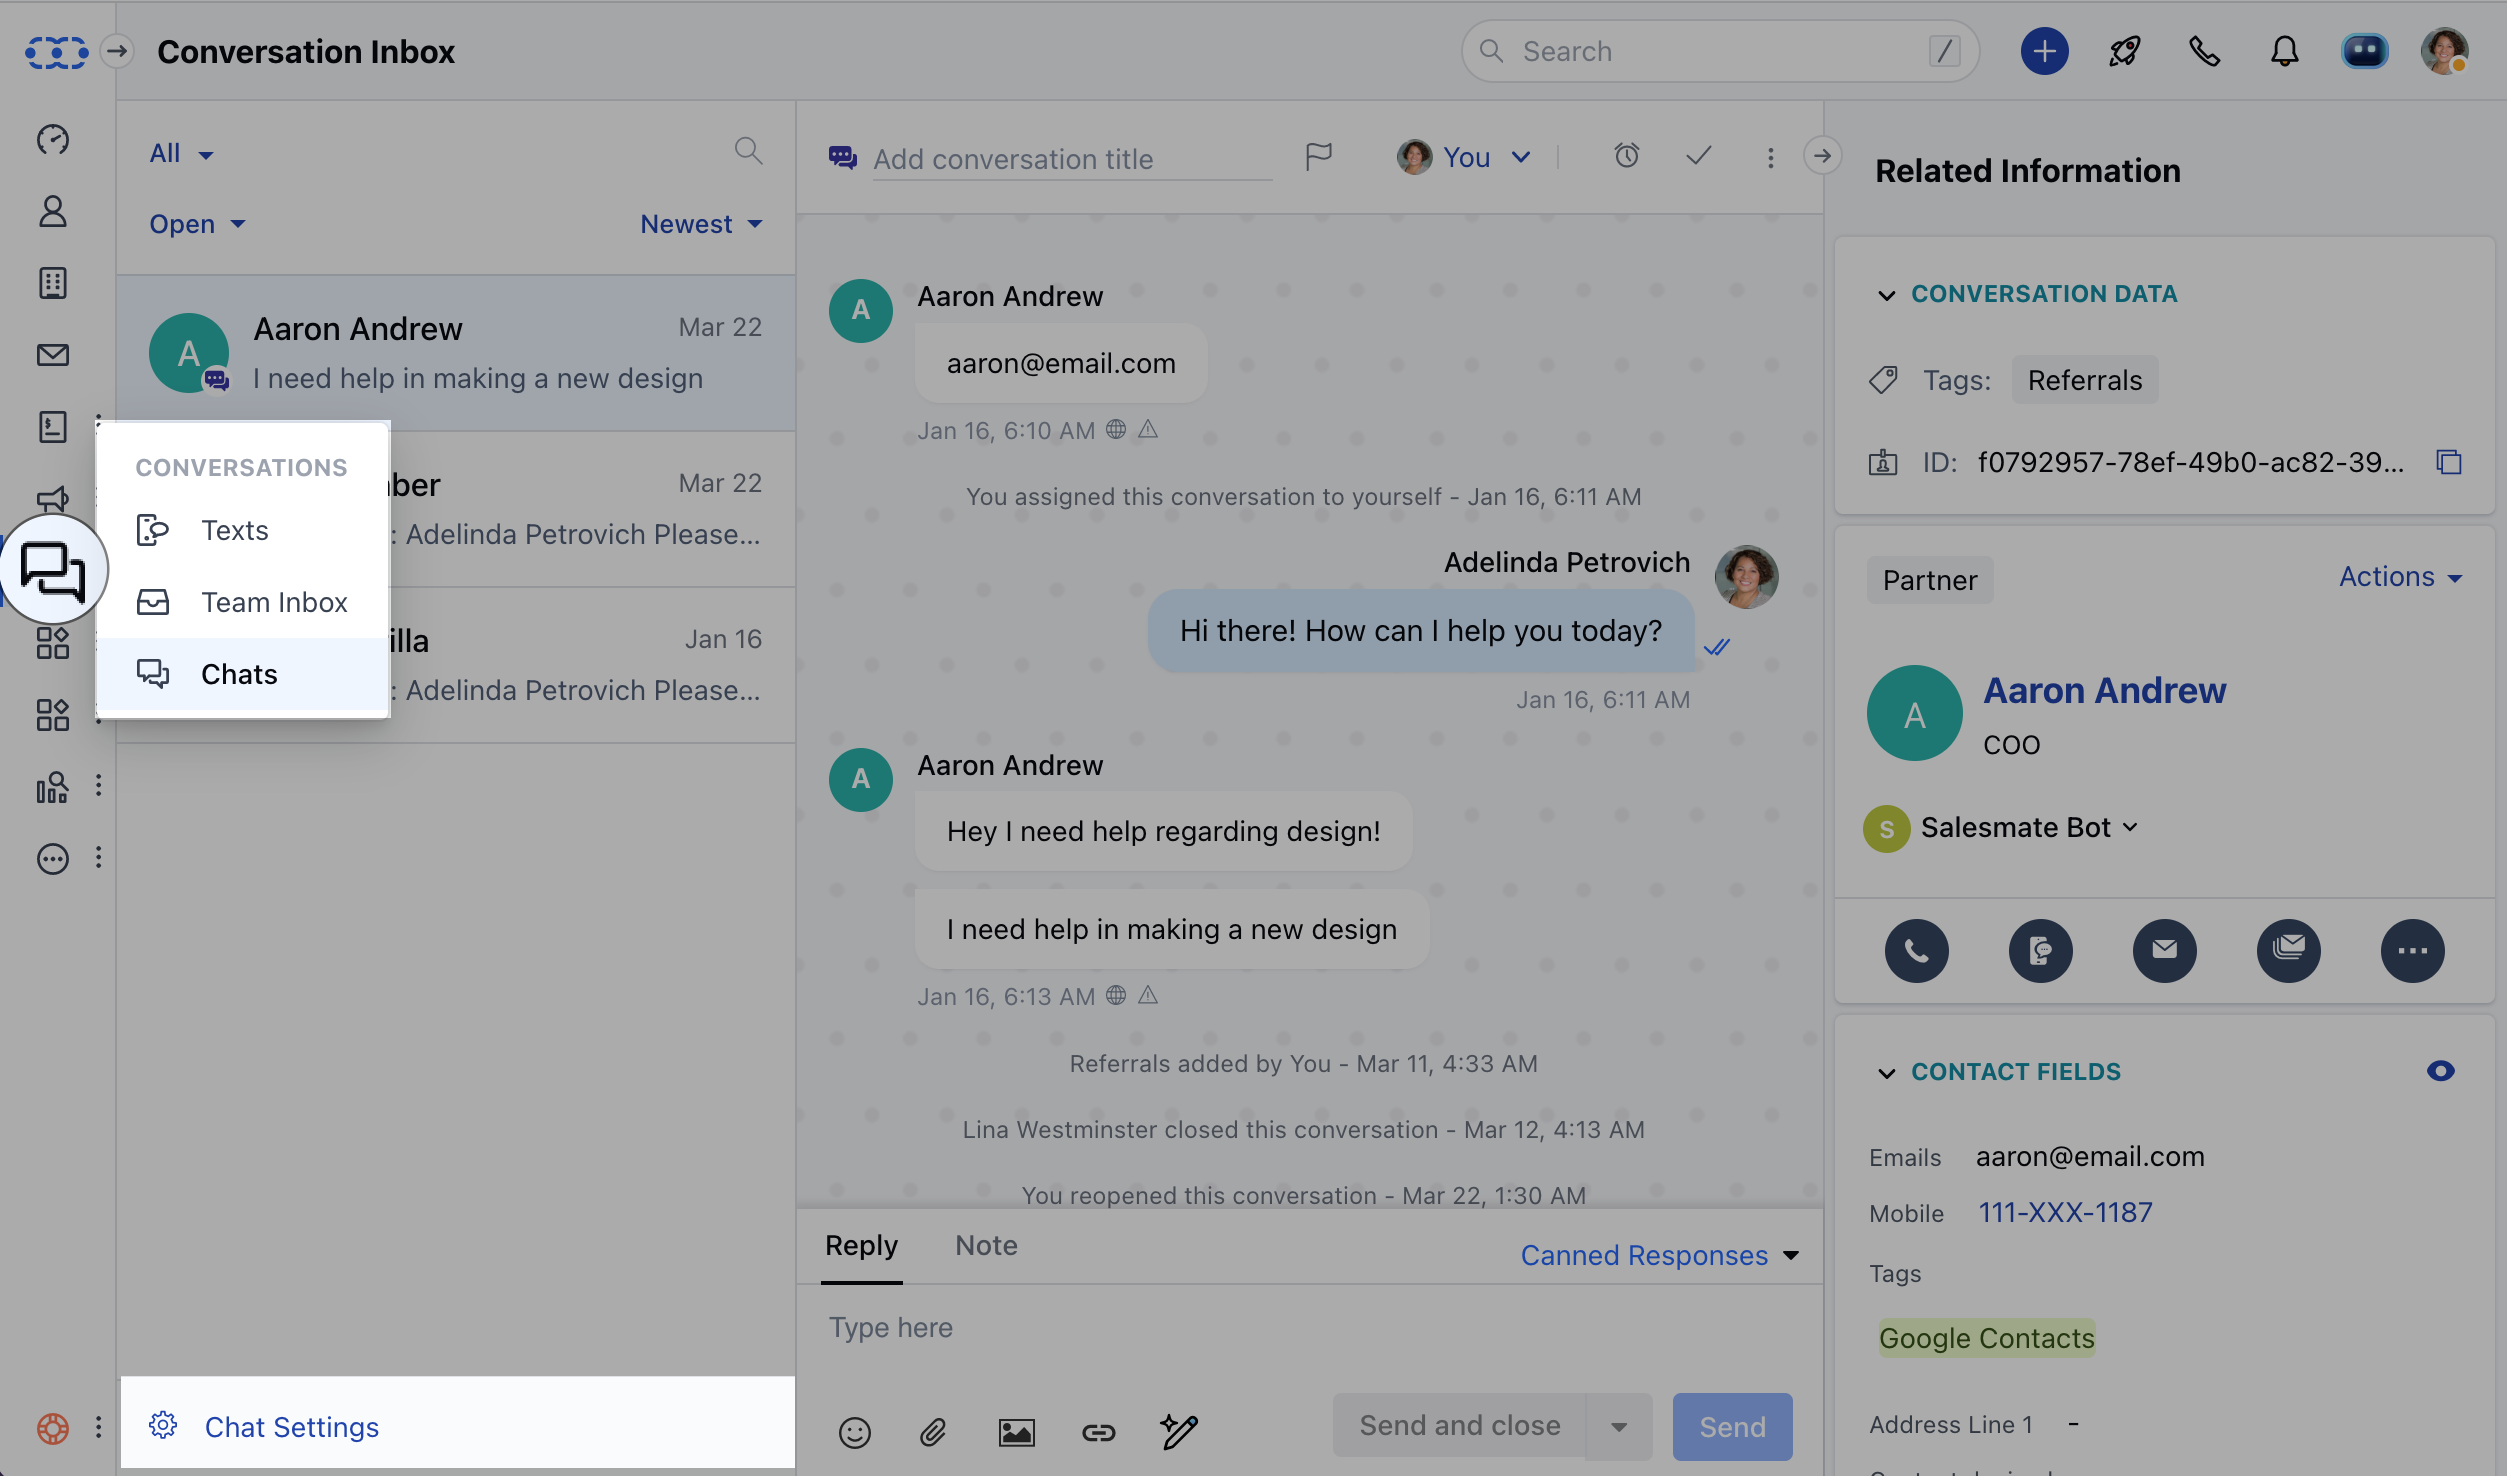 Conversation Inbox
Search
/
All
Open
Newest
A
Aaron Andrew
Mar 22
I need help in making a new design
CONVERSATIONS
Texts
Team Inbox
Chats
Mar 22
: Adelinda Petrovich Please...
Jan 16
: Adelinda Petrovich Please...
Chat Settings
Add conversation title
You
A
Aaron Andrew
aaron@email.com
Jan 16, 6:10 AM
You assigned this conversation to yourself - Jan 16, 6:11 AM
Adelinda Petrovich
Hi there! How can I help you today?
Jan 16, 6:11 AM
A
Aaron Andrew
Hey I need help regarding design!
I need help in making a new design
Jan 16, 6:13 AM
Referrals added by You - Mar 11, 4:33 AM
Lina Westminster closed this conversation - Mar 12, 4:13 AM
You reopened this conversation - Mar 22, 1:30 AM
Reply
Note
Canned Responses
Type here
Send and close
Send
Related Information
CONVERSATION DATA
Tags: Referrals
ID: f0792957-78ef-49b0-ac82-39...
Partner
Actions
A
Aaron Andrew
COO
S
Salesmate Bot
CONTACT FIELDS
Emails aaron@email.com
Mobile 111-XXX-1187
Tags
Google Contacts
Address Line 1 -